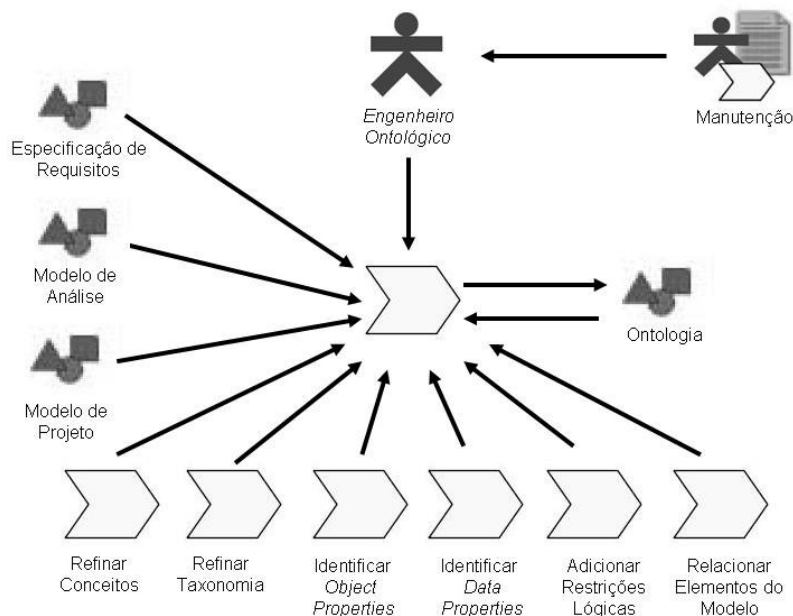 Engenheiro
Ontológico
Manutenção
Especificação de
Requisitos
Modelo de
Análise
Ontologia
Modelo de
Projeto
Refinar
Conceitos
Refinar
Taxonomia
Identificar
Object
Properties
Identificar
Data
Properties
Adicionar
Restrições
Lógicas
Relacionar
Elementos do
Modelo